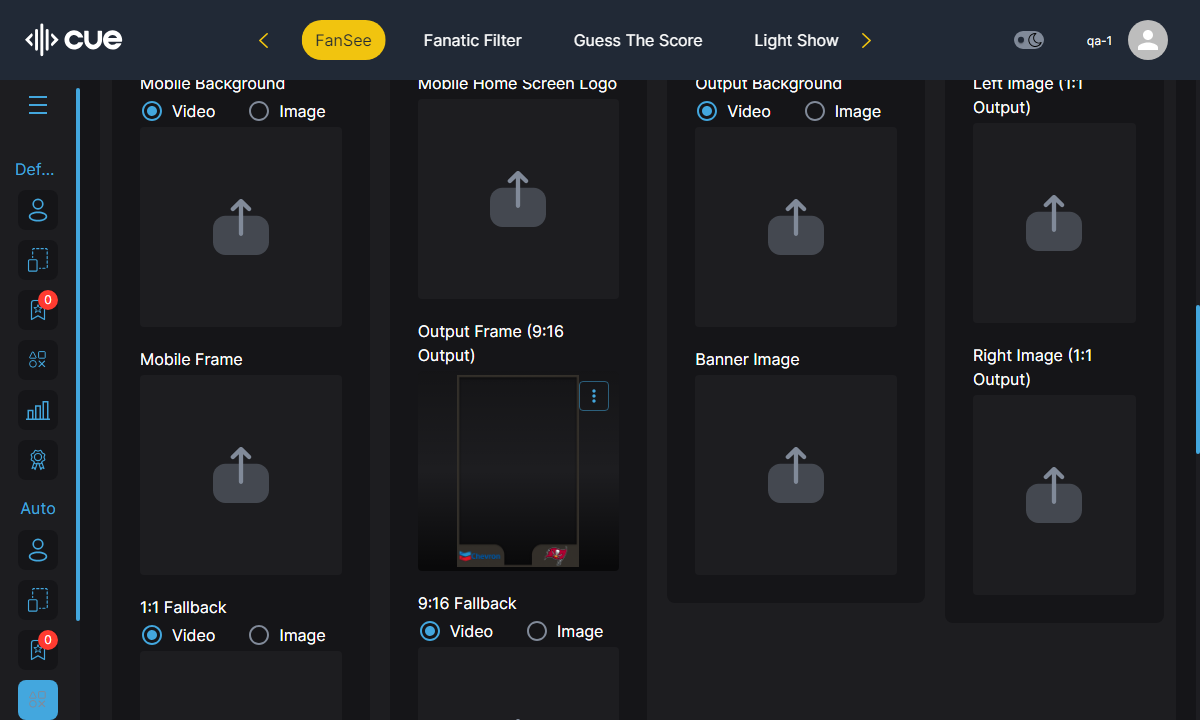 cue
FanSee
Fanatic Filter
Guess The Score
Light Show
qa-1
Def...
0
Auto
0
Mobile Background
Video
Image
Mobile Frame
1:1 Fallback
Video
Image
Mobile Home Screen Logo
Output Frame (9:16
Output)
9:16 Fallback
Video
Image
Output Background
Video
Image
Banner Image
Left Image (1:1
Output)
Right Image (1:1
Output)